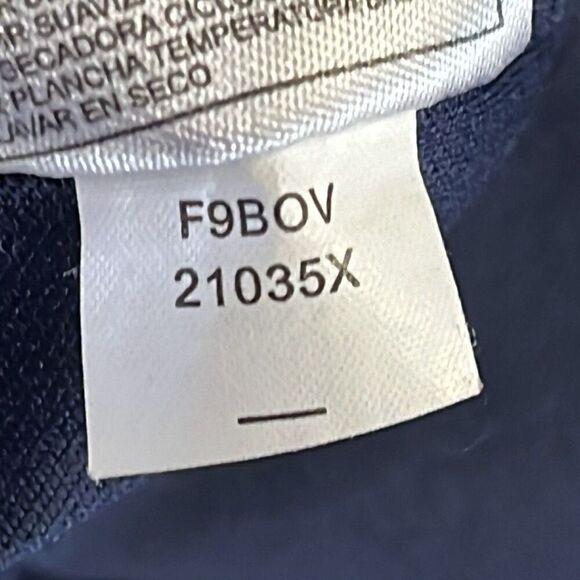 SECADORA CICLO
PLANCHA TEMPERATURA
LAVAR EN SECO
F9BOV
21035X